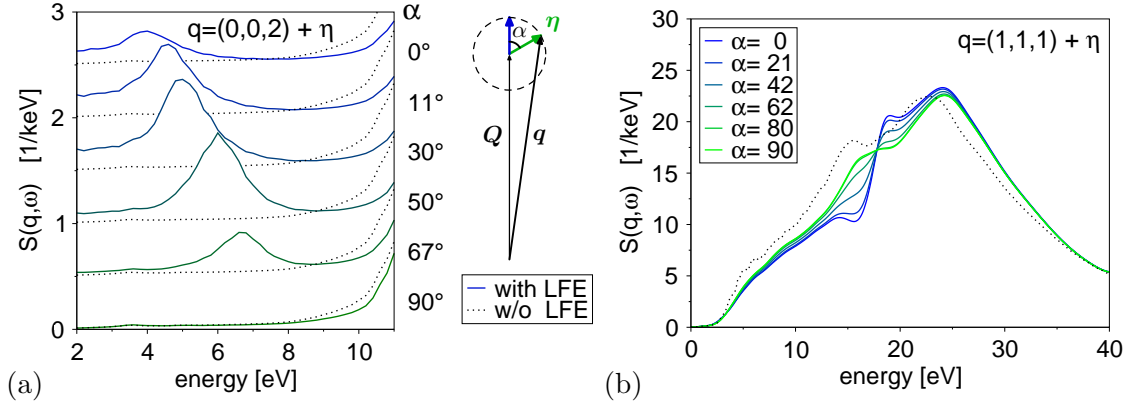 q=(0,0,2) + η
α
0°
11°
30°
50°
67°
90°
S(q,ω) [1/keV]
3
2
1
0
2 4 6 8 10
energy [eV]
(a)
α
η
Q
q
with LFE
w/o LFE
q=(1,1,1) + η
α= 0
α= 21
α= 42
α= 62
α= 80
α= 90
S(q,ω) [1/keV]
30
25
20
15
10
5
0
0 10 20 30 40
energy [eV]
(b)